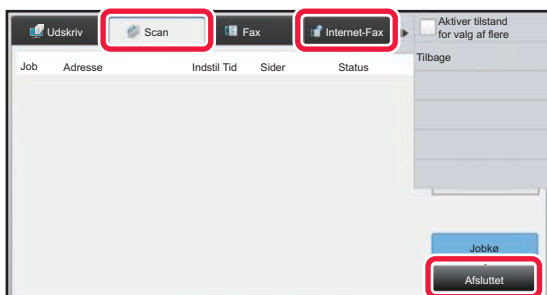 Udskriv Scan Fax Internet-Fax
Aktiver tilstand
for valg af flere
Tilbage
Job Adresse Indstil Tid Sider Status
Jobkø
Afsluttet